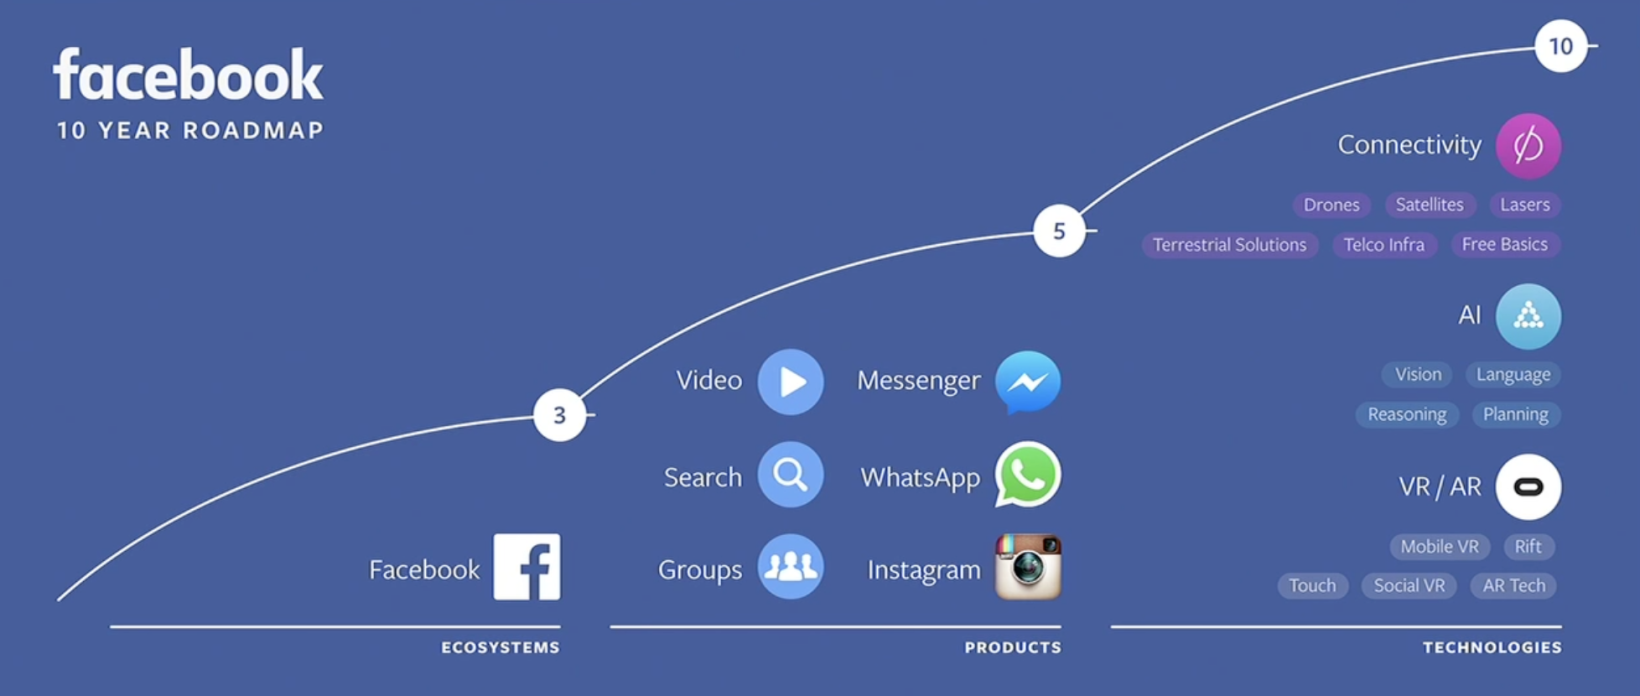 facebook
10 YEAR ROADMAP
10
5
3
Facebook
ECOSYSTEMS
Video
Messenger
Search
WhatsApp
Groups
Instagram
PRODUCTS
Connectivity
Drones Satellites Lasers
Terrestrial Solutions Telco Infra Free Basics
AI
Vision Language
Reasoning Planning
VR / AR
Mobile VR Rift
Touch Social VR AR Tech
TECHNOLOGIES